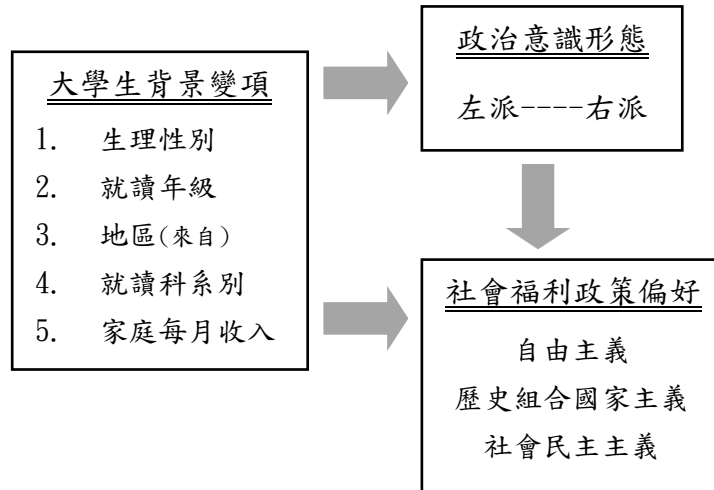 大學生背景變項
1. 生理性別
2. 就讀年級
3. 地區(來自)
4. 就讀科系別
5. 家庭每月收入
政治意識形態
左派----右派
社會福利政策偏好
自由主義
歷史組合國家主義
社會民主主義